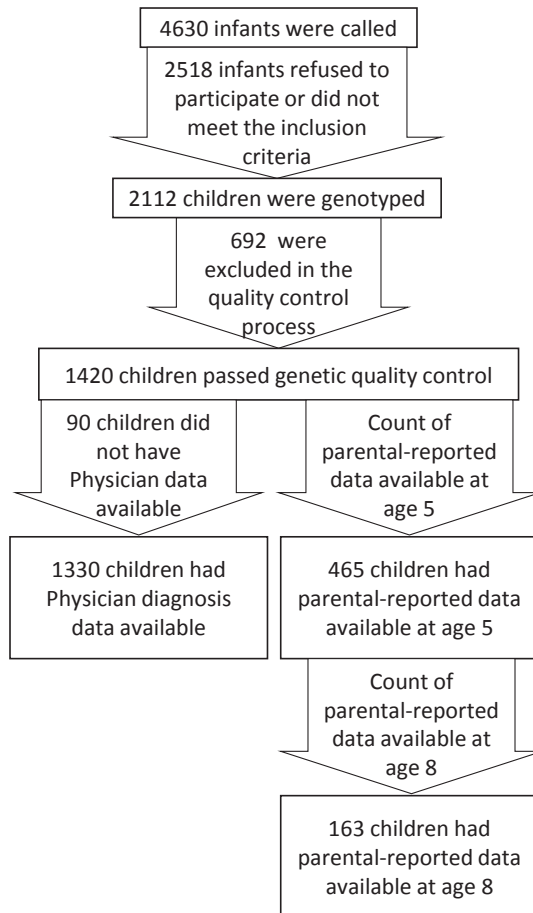 4630 infants were called
2518 infants refused to
participate or did not
meet the inclusion
criteria
2112 children were genotyped
692 were
excluded in the
quality control
process
1420 children passed genetic quality control
90 children did
not have
Physician data
available
Count of
parental-reported
data available at
age 5
1330 children had
Physician diagnosis
data available
465 children had
parental-reported data
available at age 5
Count of
parental-reported
data available at
age 8
163 children had
parental-reported data
available at age 8